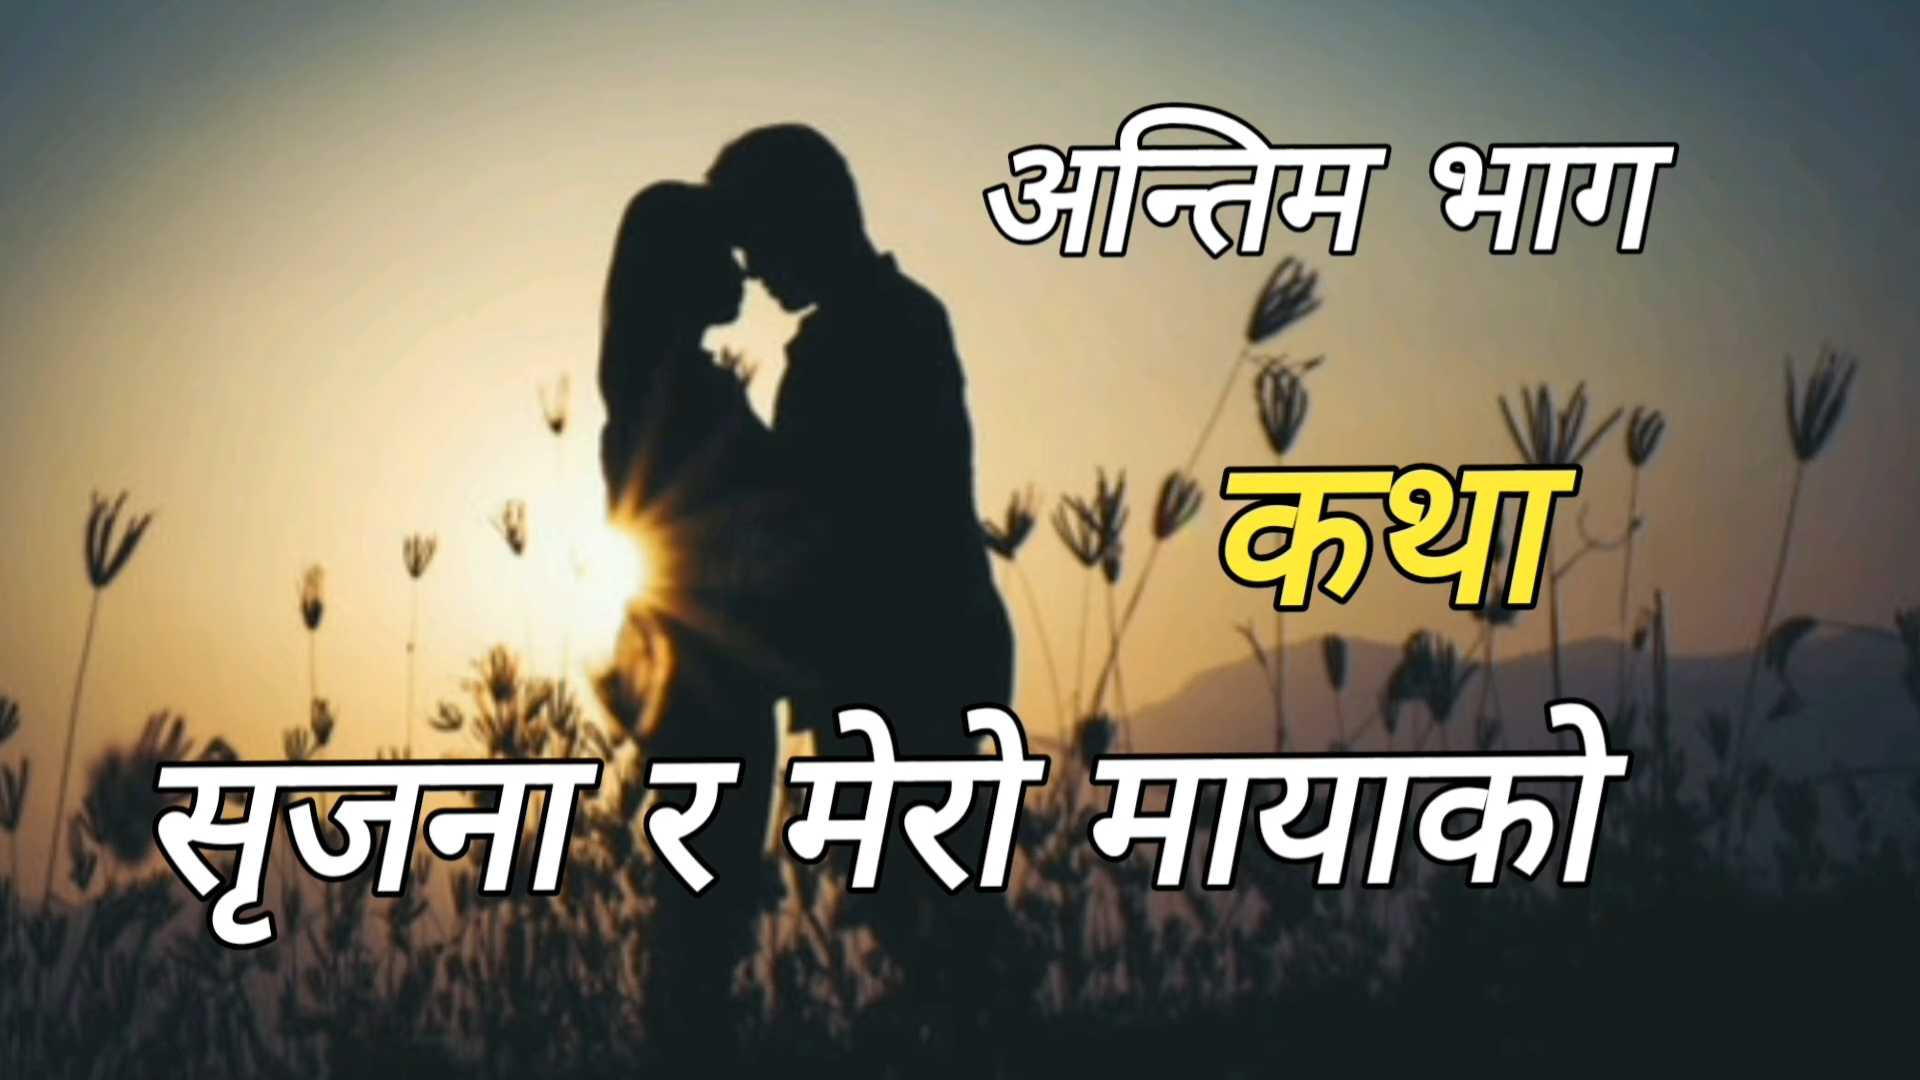 अन्तिम भाग
कथा
सृजना र मेरो मायाको